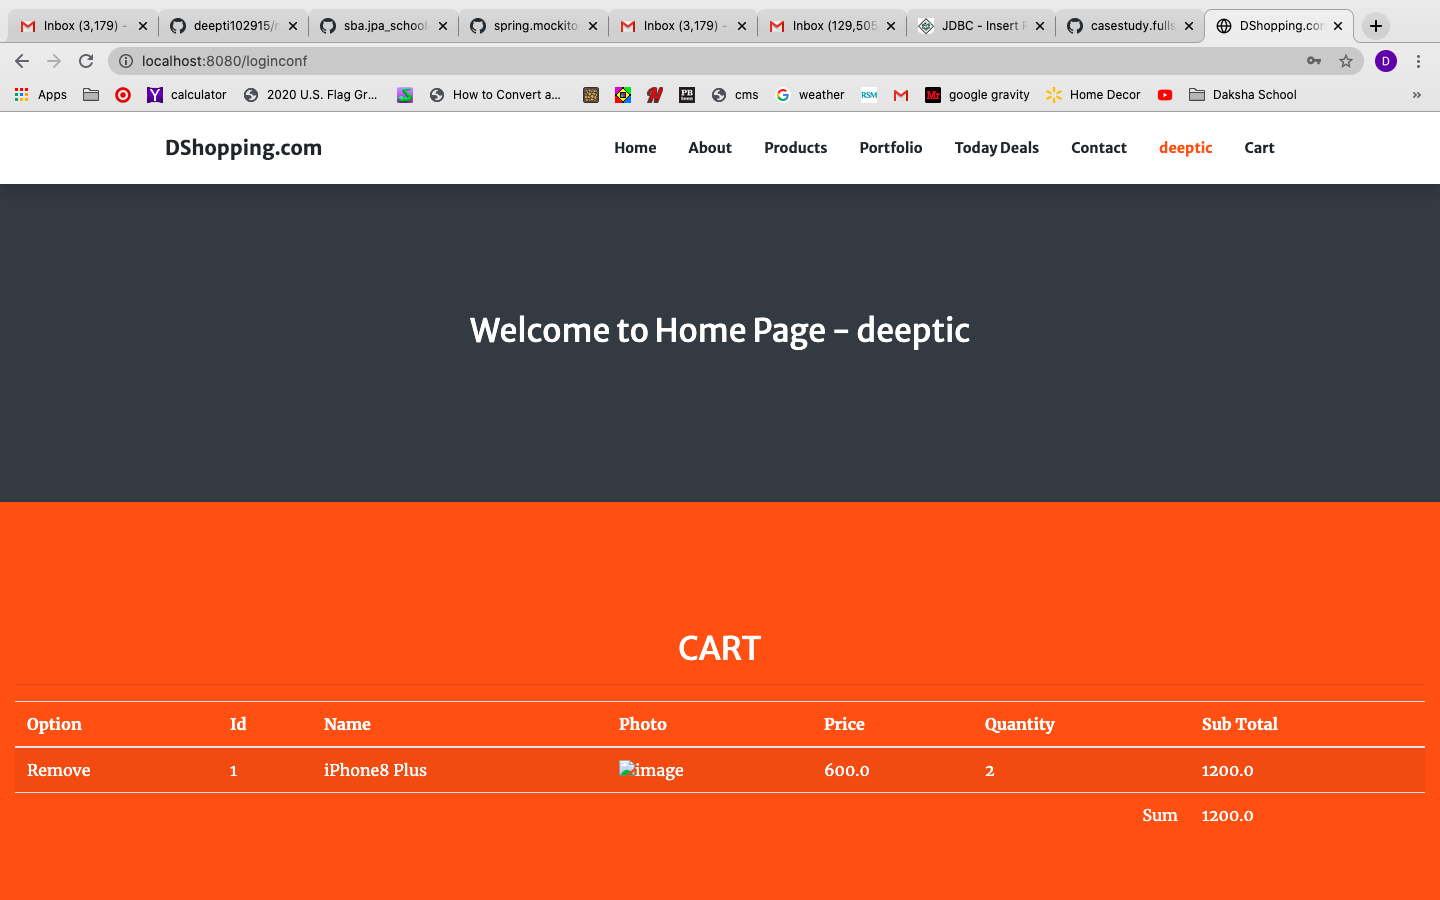 Inbox (3,179) -
deepti102915/
sba.jpa_school
spring.mockito
Inbox (3,179) -
Inbox (129,505
JDBC - Insert
casestudy.fulls
DShopping.com
localhost:8080/loginconf
D
Apps
calculator
2020 U.S. Flag Gr...
How to Convert a...
PB
teen
cms
weather
RSM
google gravity
Home Decor
Daksha School
»
DShopping.com
Home
About
Products
Portfolio
Today Deals
Contact
deeptic
Cart
Welcome to Home Page - deeptic
CART
Option Id Name Photo Price Quantity Sub Total
Remove 1 iPhone8 Plus image 600.0 2 1200.0
Sum 1200.0